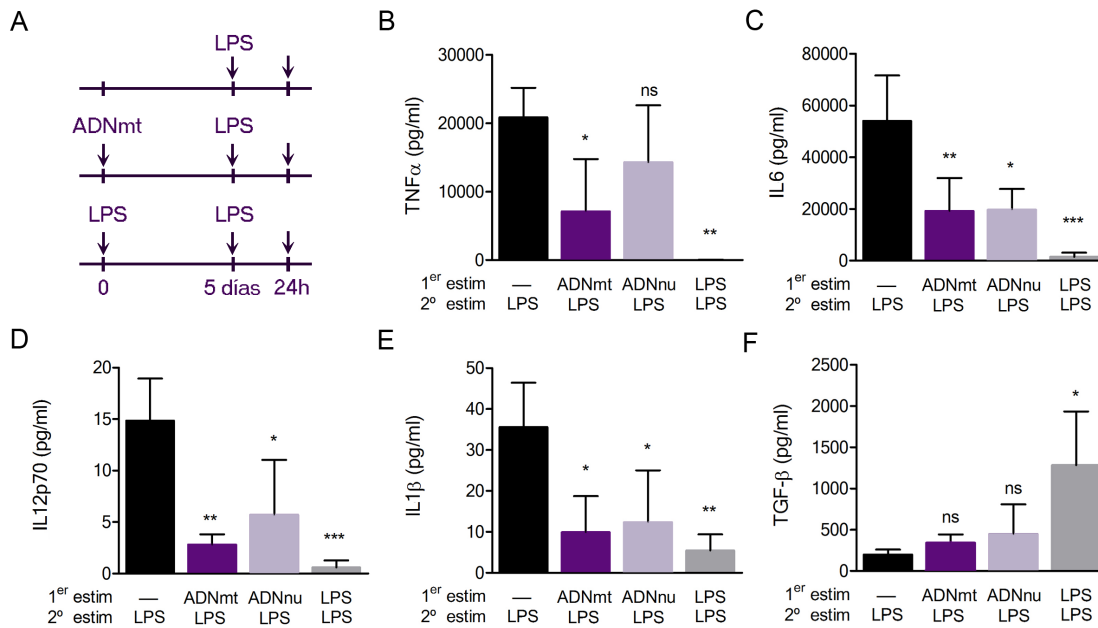 A
LPS
ADNmt LPS
LPS LPS
0 5 días 24h
B
TNFα (pg/ml)
30000
20000
10000
0
* ns **
1er estim — ADNmt ADNnu LPS
2º estim LPS LPS LPS LPS
C
IL6 (pg/ml)
80000
60000
40000
20000
0
** * ***
1er estim — ADNmt ADNnu LPS
2º estim LPS LPS LPS LPS
D
IL12p70 (pg/ml)
20
15
10
5
0
** * ***
1er estim — ADNmt ADNnu LPS
2º estim LPS LPS LPS LPS
E
IL1β (pg/ml)
50
40
30
20
10
0
* * **
1er estim — ADNmt ADNnu LPS
2º estim LPS LPS LPS LPS
F
TGF-β (pg/ml)
2500
2000
1500
1000
500
0
ns ns *
1er estim — ADNmt ADNnu LPS
2º estim LPS LPS LPS LPS